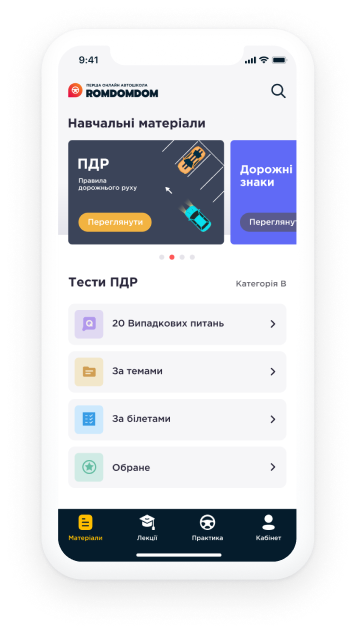 9:41
ПЕРША ОНЛАЙН АВТОШКОЛА
ROMDOMDOM
Навчальні матеріали
ПДР
Правила
дорожнього руху
Переглянути
Дорожні
знаки
Переглянут
Тести ПДР
Категорія В
20 Випадкових питань
За темами
За білетами
Обране
Матеріали
Лекції
Практика
Кабінет